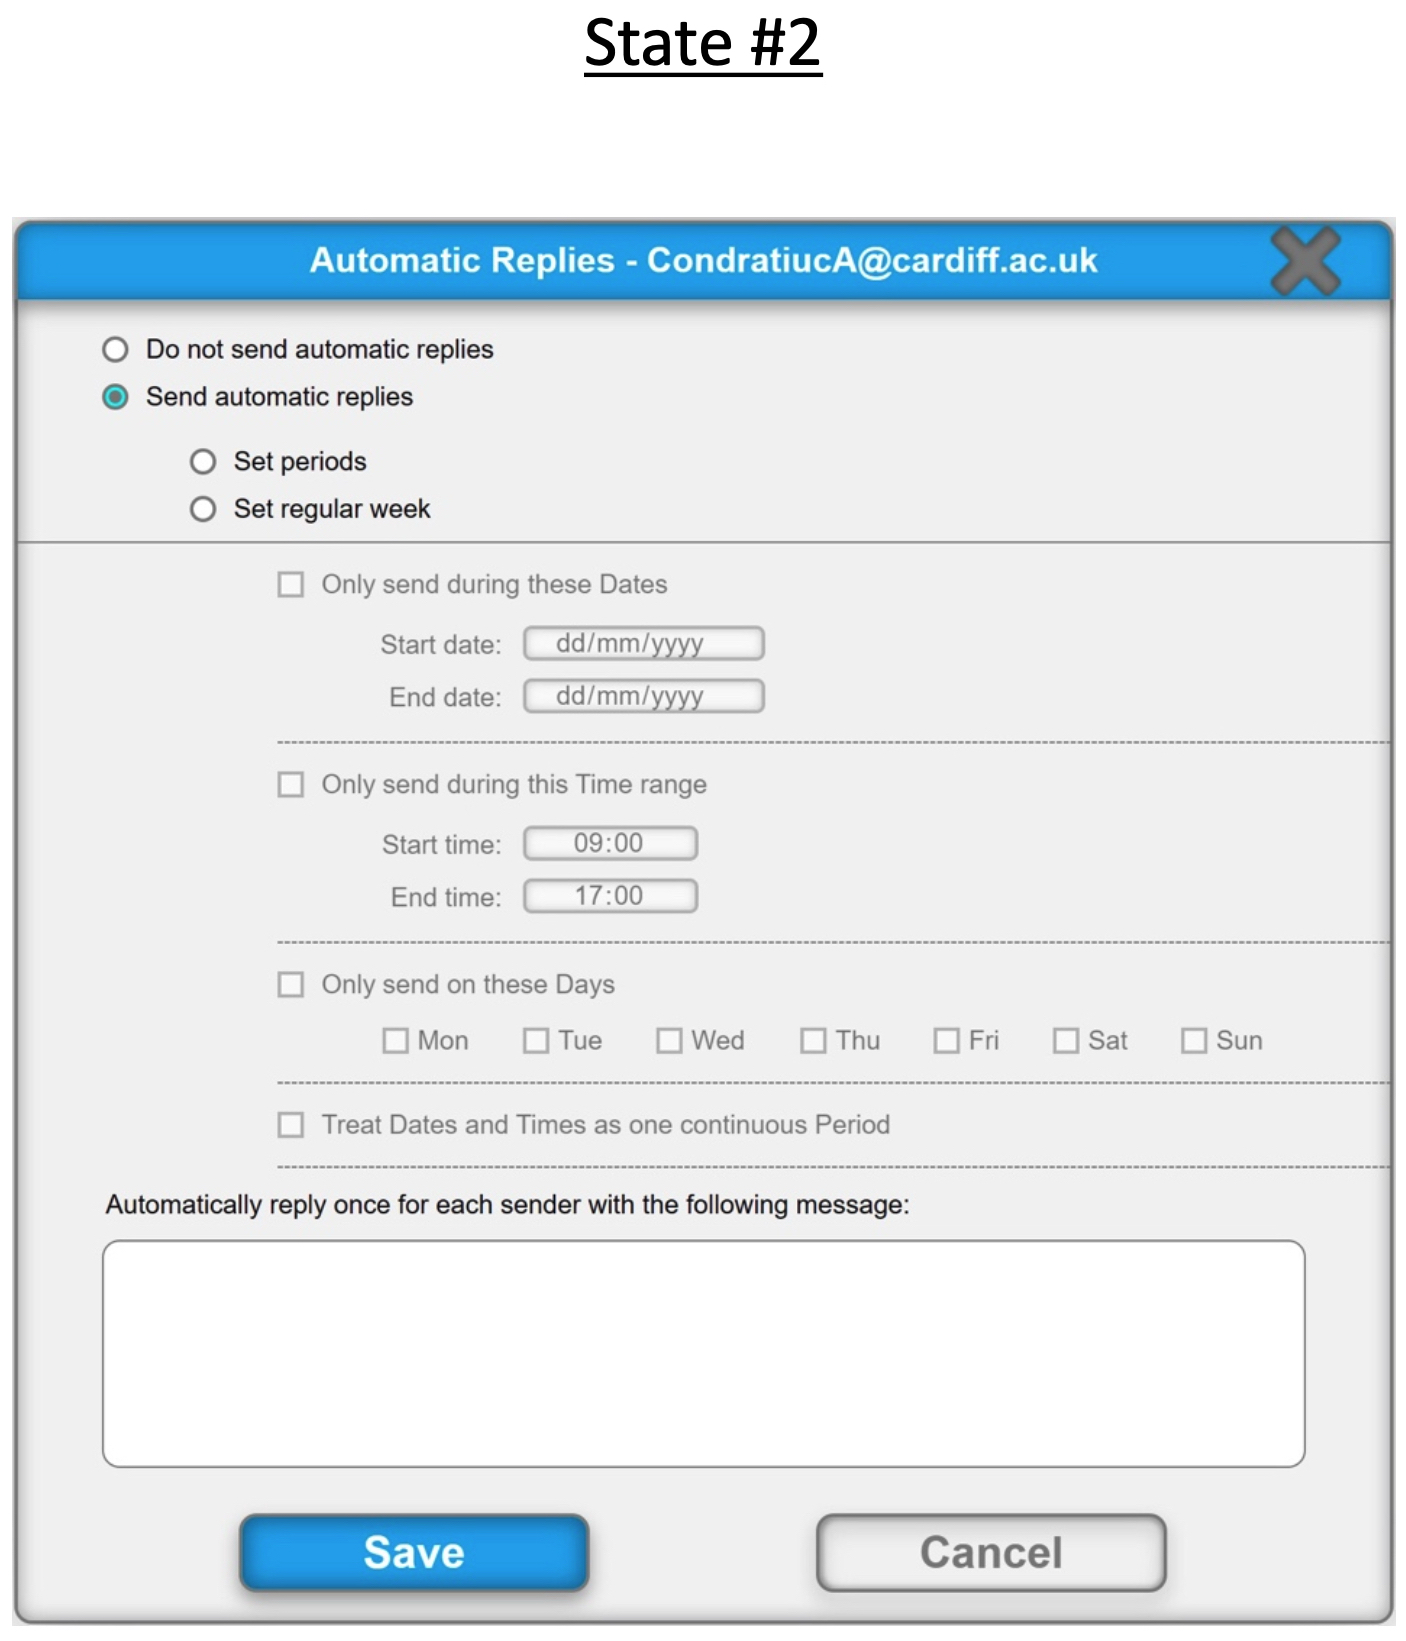 State #2
Automatic Replies - CondratiucA@cardiff.ac.uk
Do not send automatic replies
Send automatic replies
Set periods
Set regular week
Only send during these Dates
Start date: dd/mm/yyyy
End date: dd/mm/yyyy
Only send during this Time range
Start time: 09:00
End time: 17:00
Only send on these Days
Mon Tue Wed Thu Fri Sat Sun
Treat Dates and Times as one continuous Period
Automatically reply once for each sender with the following message:
Save Cancel